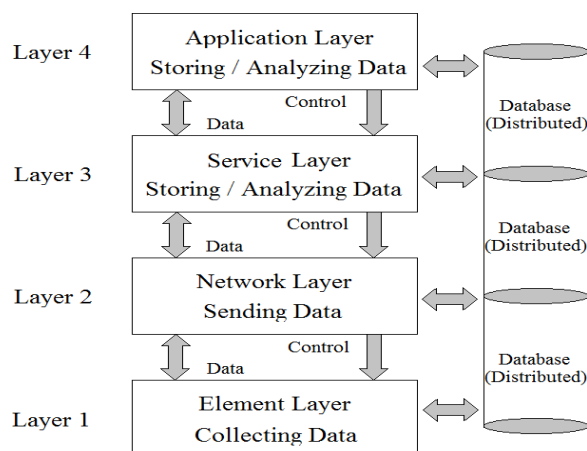 Layer 4
Application Layer
Storing / Analyzing Data
Control
Data
Database
(Distributed)
Layer 3
Service Layer
Storing / Analyzing Data
Control
Data
Database
(Distributed)
Layer 2
Network Layer
Sending Data
Control
Data
Database
(Distributed)
Layer 1
Element Layer
Collecting Data